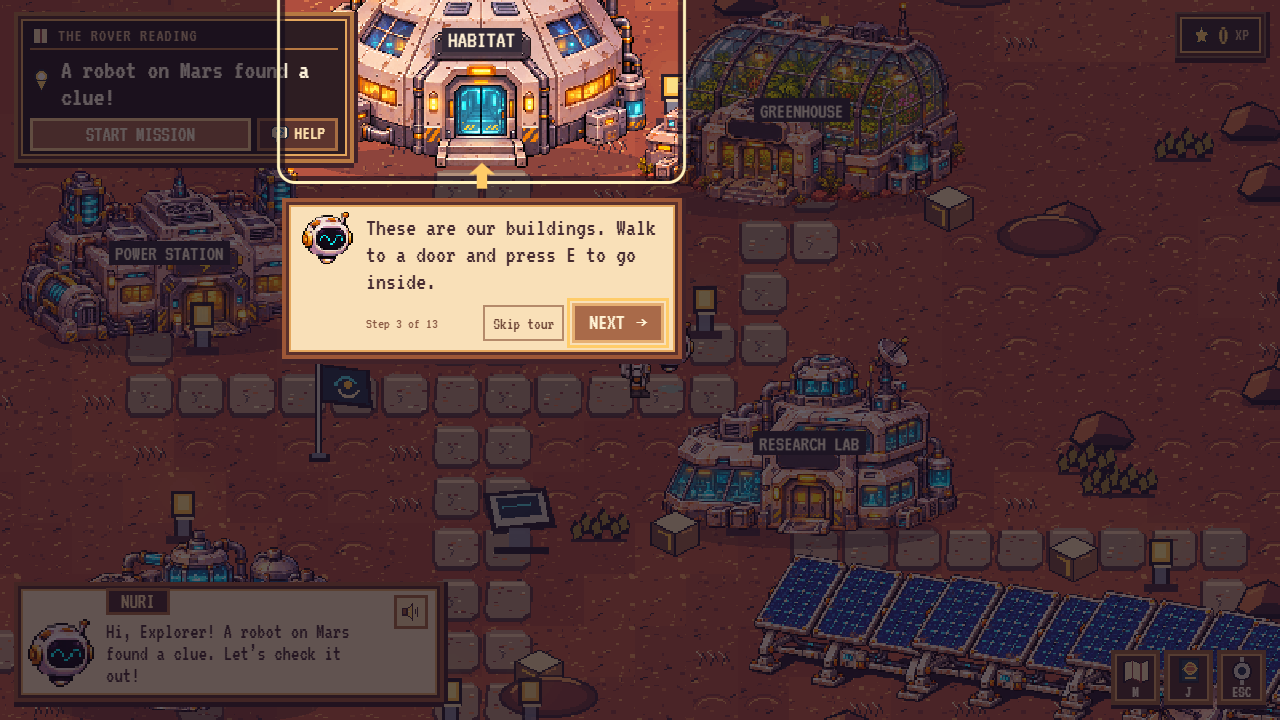 THE ROVER READING
A robot on Mars found a
clue!
START MISSION
HELP
HABITAT
GREENHOUSE
0 XP
POWER STATION
These are our buildings. Walk
to a door and press E to go
inside.
Step 3 of 13
Skip tour
NEXT →
RESEARCH LAB
NURI
Hi, Explorer! A robot on Mars
found a clue. Let's check it
out!
M
J
ESC